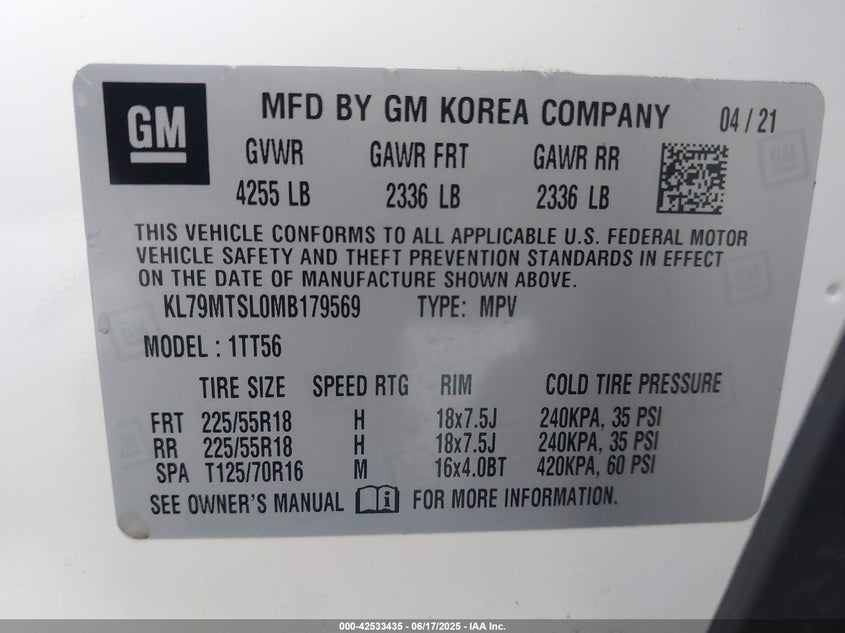 GM
MFD BY GM KOREA COMPANY 04 / 21
GVWR GAWR FRT GAWR RR
4255 LB 2336 LB 2336 LB
GM
THIS VEHICLE CONFORMS TO ALL APPLICABLE U.S. FEDERAL MOTOR
VEHICLE SAFETY AND THEFT PREVENTION STANDARDS IN EFFECT
ON THE DATE OF MANUFACTURE SHOWN ABOVE.
KL79MTSL0MB179569 TYPE: MPV
MODEL : 1TT56
TIRE SIZE SPEED RTG RIM COLD TIRE PRESSURE
FRT 225/55R18 H 18x7.5J 240KPA, 35 PSI
RR 225/55R18 H 18x7.5J 240KPA, 35 PSI
SPA T125/70R16 M 16x4.0BT 420KPA, 60 PSI
SEE OWNER'S MANUAL i FOR MORE INFORMATION.
000-42533435 - 06/17/2025 - IAA Inc.